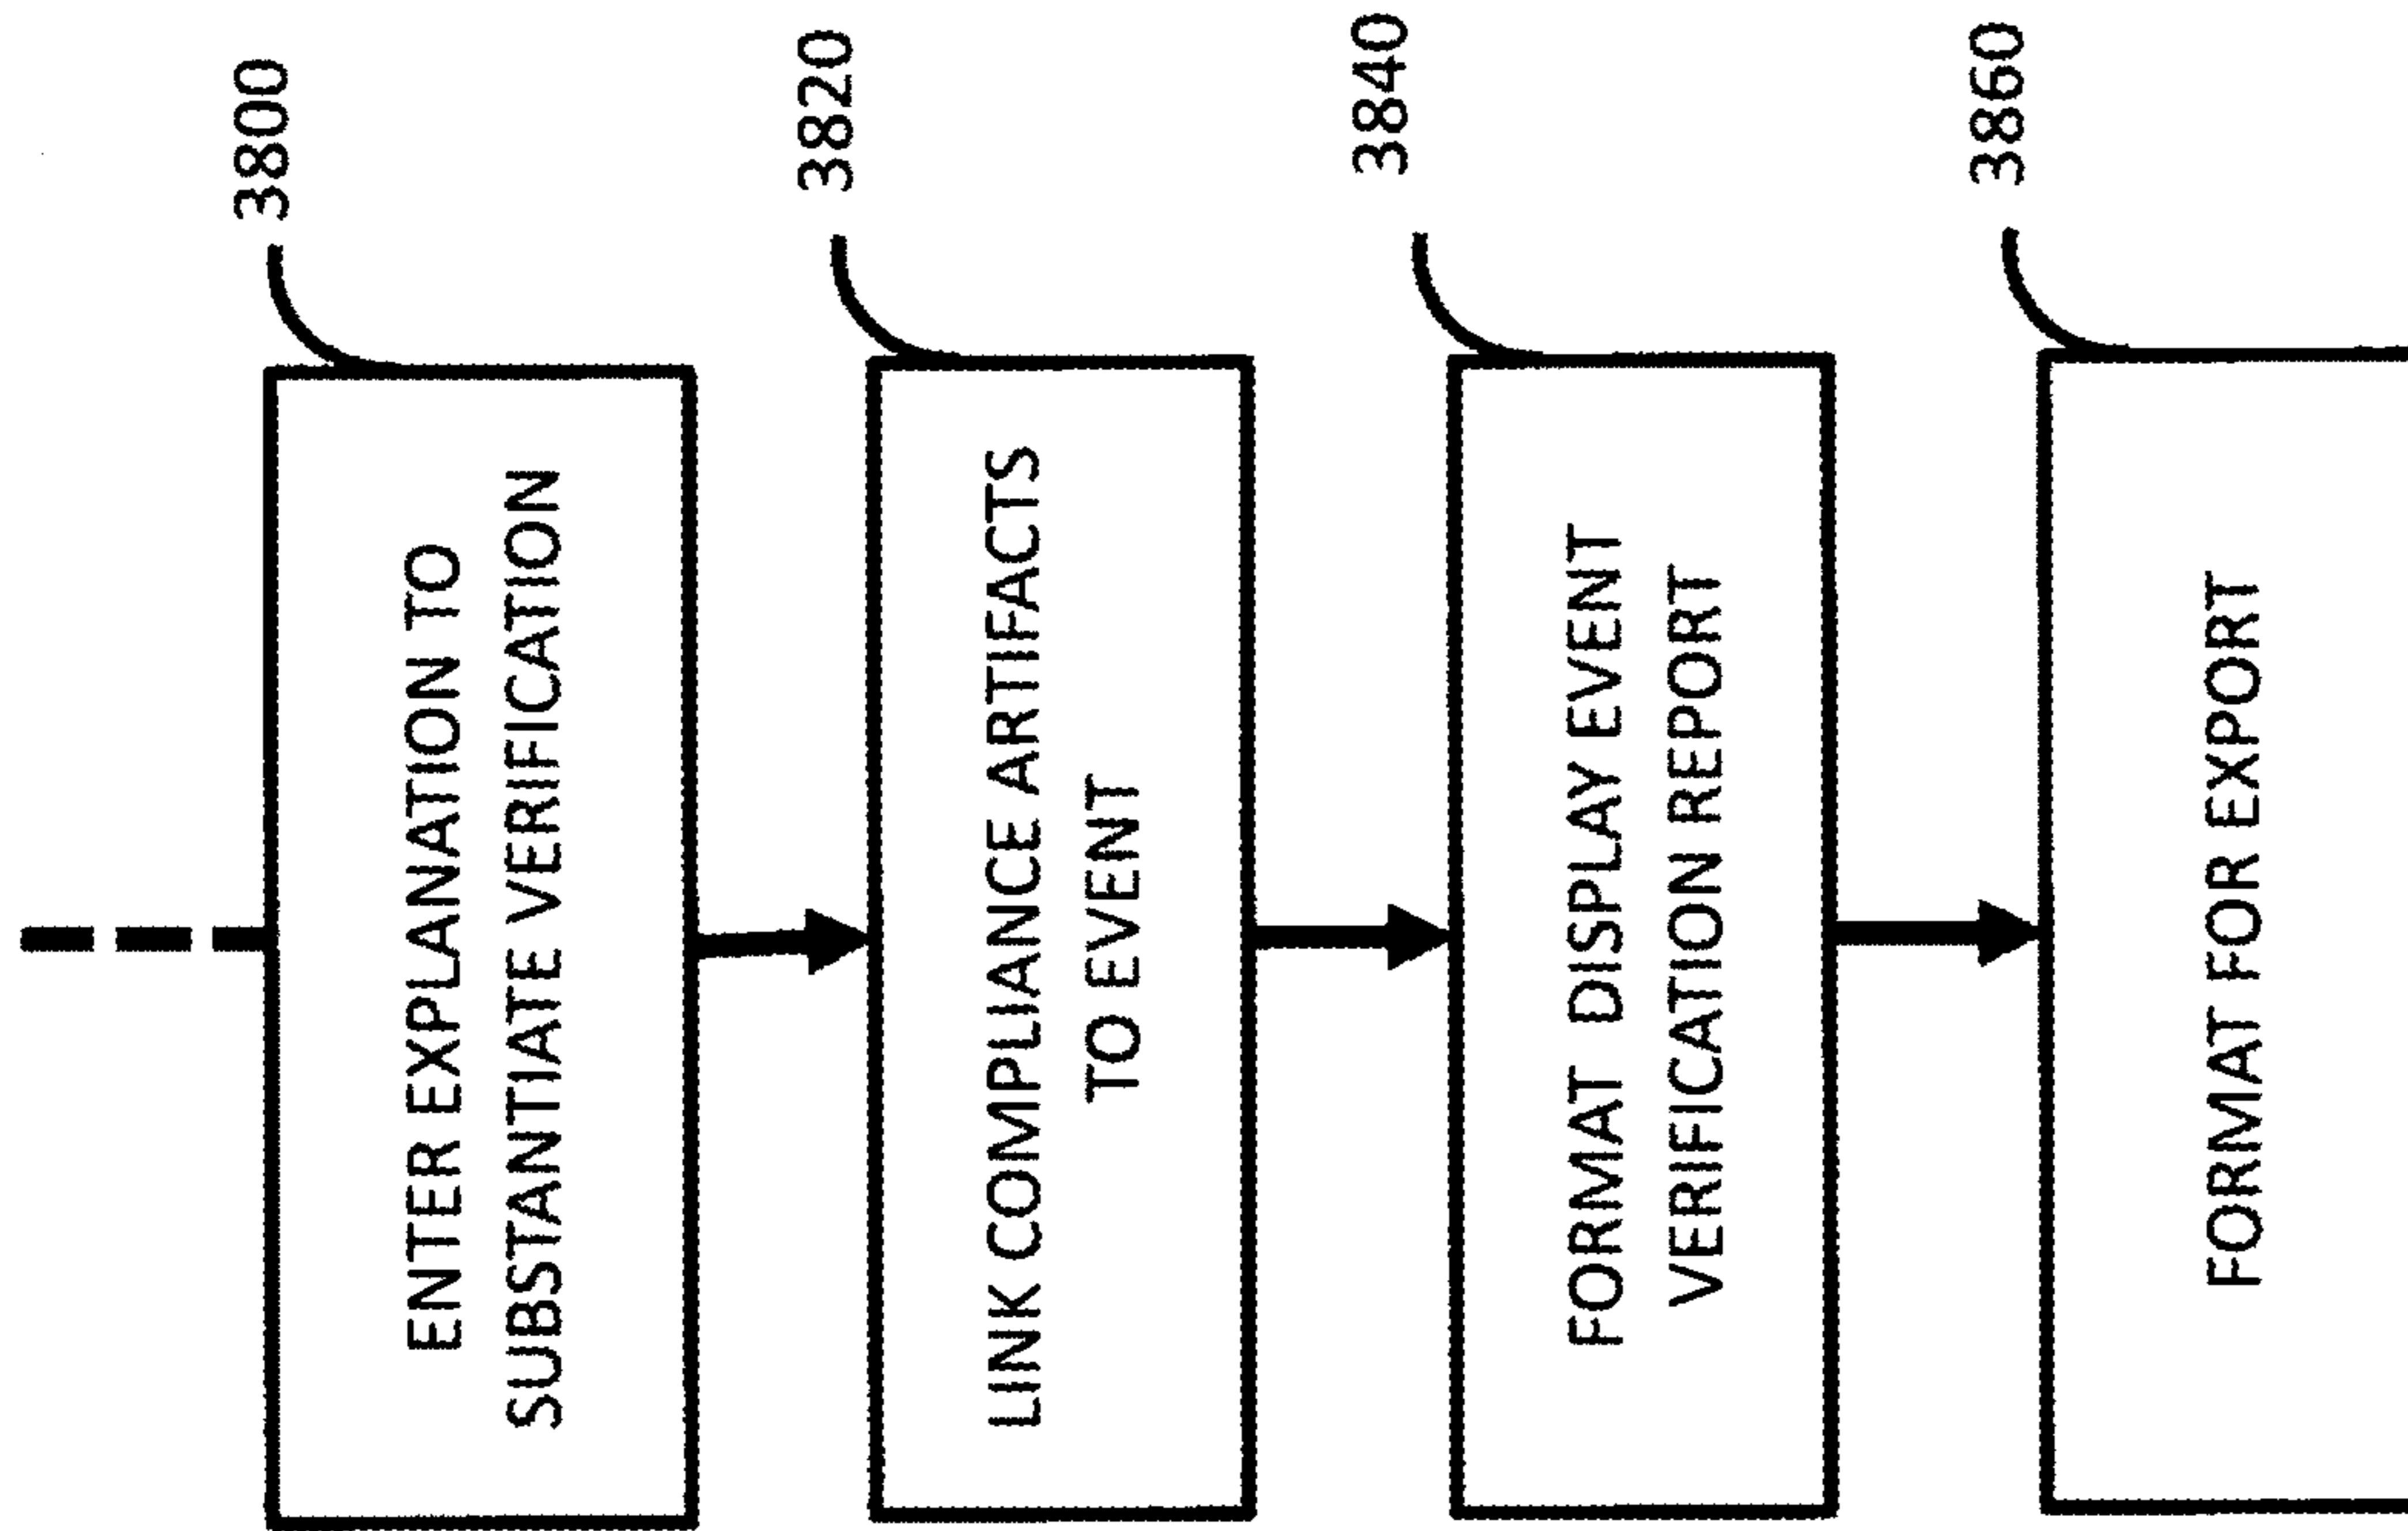 3800
ENTER EXPLANATION TO
SUBSTANTIATE VERIFICATION
3820
LINK COMPLIANCE ARTIFACTS
TO EVENT
3840
FORMAT DISPLAY EVENT
VERIFICATION REPORT
3860
FORMAT FOR EXPORT